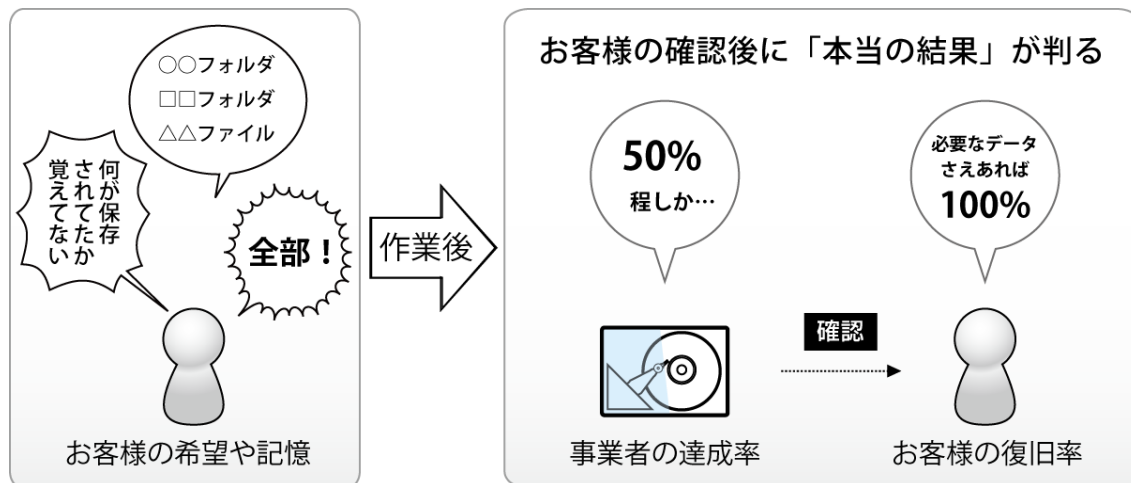 ○○フォルダ
□□フォルダ
△△ファイル
何が保存
されてたか
覚えてない
全部！
お客様の希望や記憶
作業後
お客様の確認後に「本当の結果」が判る
50%
程しか…
必要なデータ
さえあれば
100%
確認
事業者の達成率
お客様の復旧率